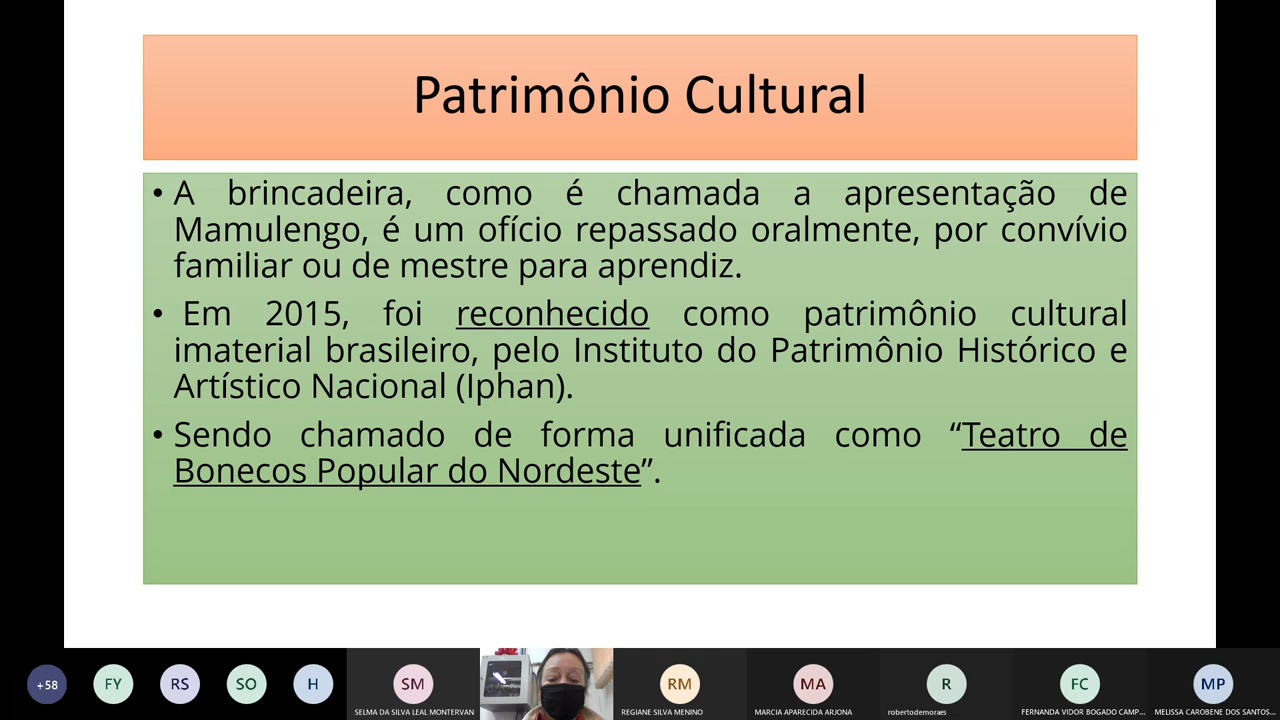 Patrimônio Cultural
• A brincadeira, como é chamada a apresentação de
Mamulengo, é um ofício repassado oralmente, por convívio
familiar ou de mestre para aprendiz.
• Em 2015, foi reconhecido como patrimônio cultural
imaterial brasileiro, pelo Instituto do Patrimônio Histórico e
Artístico Nacional (Iphan).
• Sendo chamado de forma unificada como “Teatro de
Bonecos Popular do Nordeste”.
+58 FY RS SO H SM RM MA R FC MP
SELMA DA SILVA LEAL MONTERVAN REGIANE SILVA MENINO MARCIA APARECIDA ARJONA robertodemoraes FERNANDA VIDOR BOGADO CAMP... MELISSA CAROBENE DOS SANTOS...